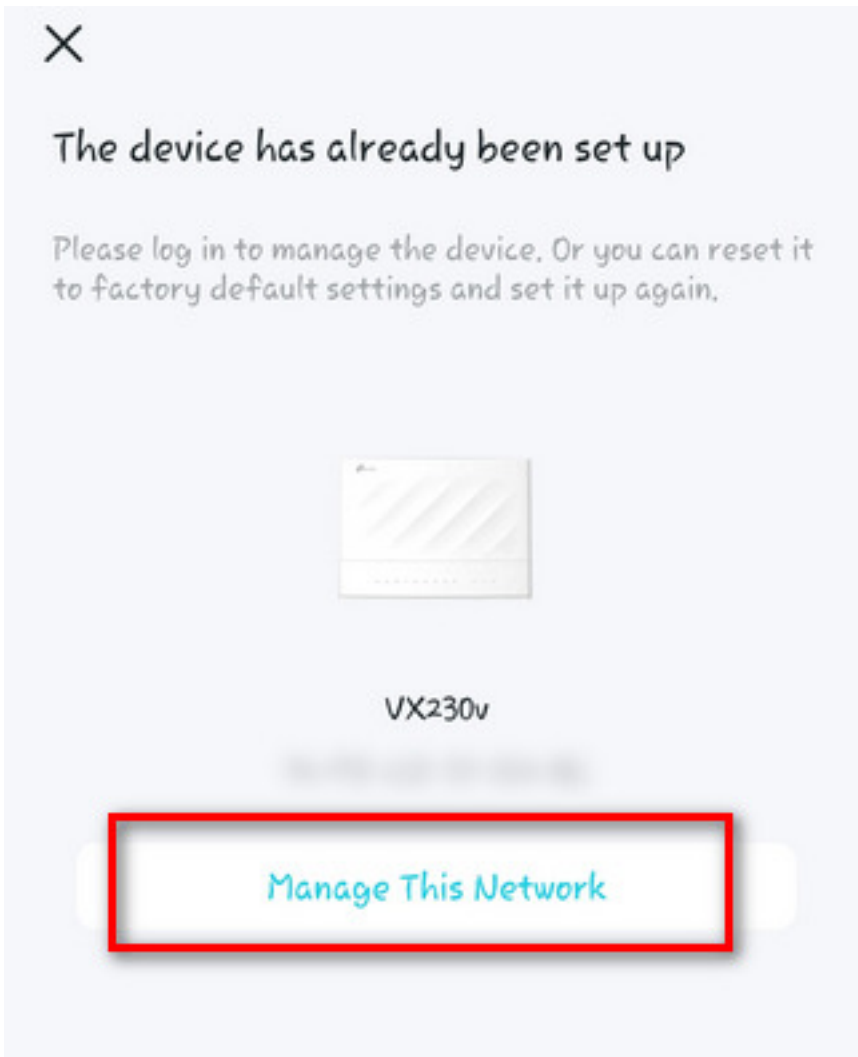 The device has already been set up
Please log in to manage the device. Or you can reset it
to factory default settings and set it up again.
VX230v
Manage This Network